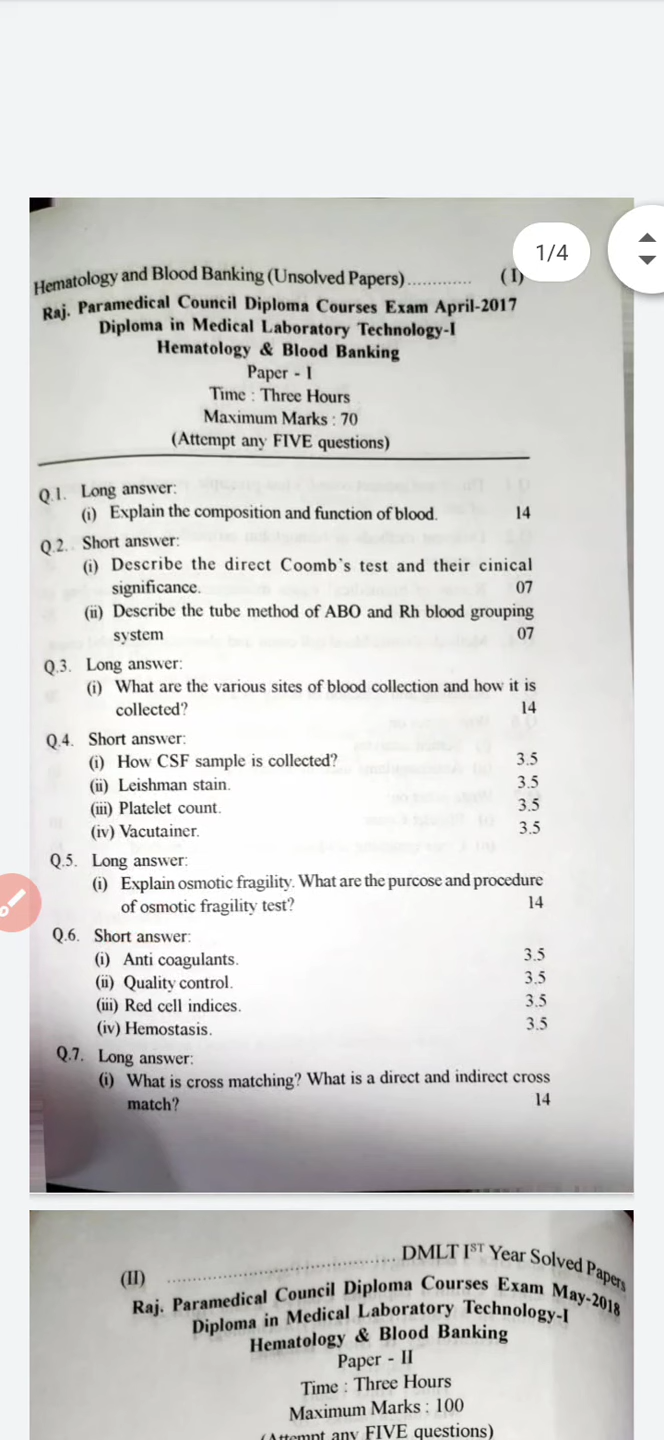 1/4
Hematology and Blood Banking (Unsolved Papers)............. (I)
Raj. Paramedical Council Diploma Courses Exam April-2017
Diploma in Medical Laboratory Technology-I
Hematology & Blood Banking
Paper - I
Time : Three Hours
Maximum Marks : 70
(Attempt any FIVE questions)
Q.1. Long answer:
(i) Explain the composition and function of blood. 14
Q.2. Short answer:
(i) Describe the direct Coomb's test and their cinical
significance. 07
(ii) Describe the tube method of ABO and Rh blood grouping
system 07
Q.3. Long answer:
(i) What are the various sites of blood collection and how it is
collected? 14
Q.4. Short answer:
(i) How CSF sample is collected? 3.5
(ii) Leishman stain. 3.5
(iii) Platelet count. 3.5
(iv) Vacutainer. 3.5
Q.5. Long answer:
(i) Explain osmotic fragility. What are the purcose and procedure
of osmotic fragility test? 14
Q.6. Short answer:
(i) Anti coagulants. 3.5
(ii) Quality control. 3.5
(iii) Red cell indices. 3.5
(iv) Hemostasis. 3.5
Q.7. Long answer:
(i) What is cross matching? What is a direct and indirect cross
match? 14
(II) ............................................. DMLT IST Year Solved Papers
Raj. Paramedical Council Diploma Courses Exam May-2018
Diploma in Medical Laboratory Technology-I
Hematology & Blood Banking
Paper - II
Time : Three Hours
Maximum Marks : 100
(Attempt any FIVE questions)